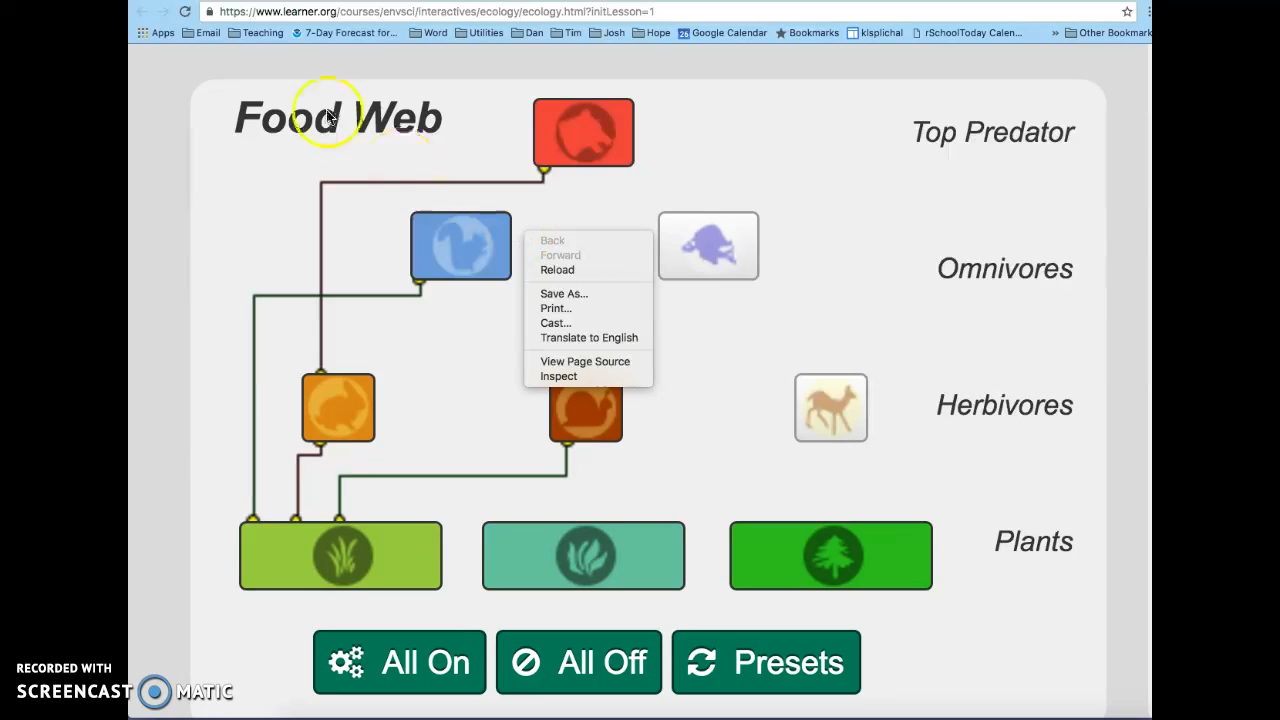 https://www.learner.org/courses/envsci/interactives/ecology/ecology.html?initLesson=1
Apps Email Teaching 7-Day Forecast for... Word Utilities Dan Tim Josh Hope 26 Google Calendar Bookmarks klsplichal rSchoolToday Calen... » Other Bookmark
Food Web
Top Predator
Omnivores
Back
Forward
Reload
Save As...
Print...
Cast...
Translate to English
View Page Source
Inspect
Herbivores
Plants
All On
All Off
Presets
RECORDED WITH
SCREENCAST MATIC